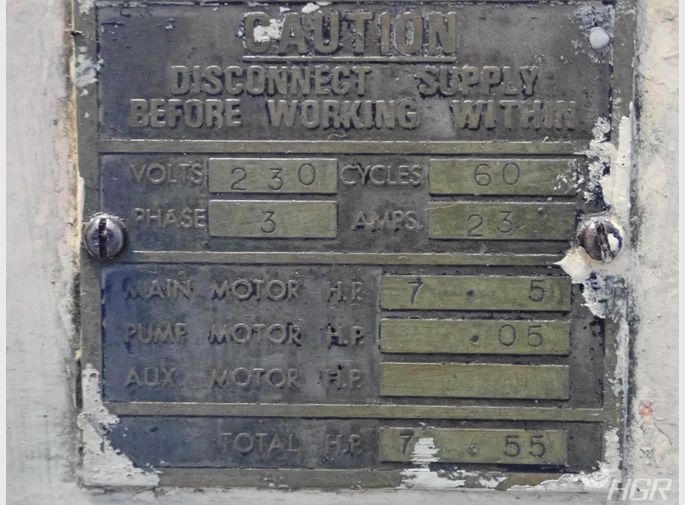 CAUTION
DISCONNECT SUPPLY
BEFORE WORKING WITHIN
VOLTS 230 CYCLES 60
PHASE 3 AMPS. 23
MAIN MOTOR H.P. 7.5
PUMP MOTOR H.P. .05
AUX. MOTOR H.P.
TOTAL H.P. 7.55
HGR